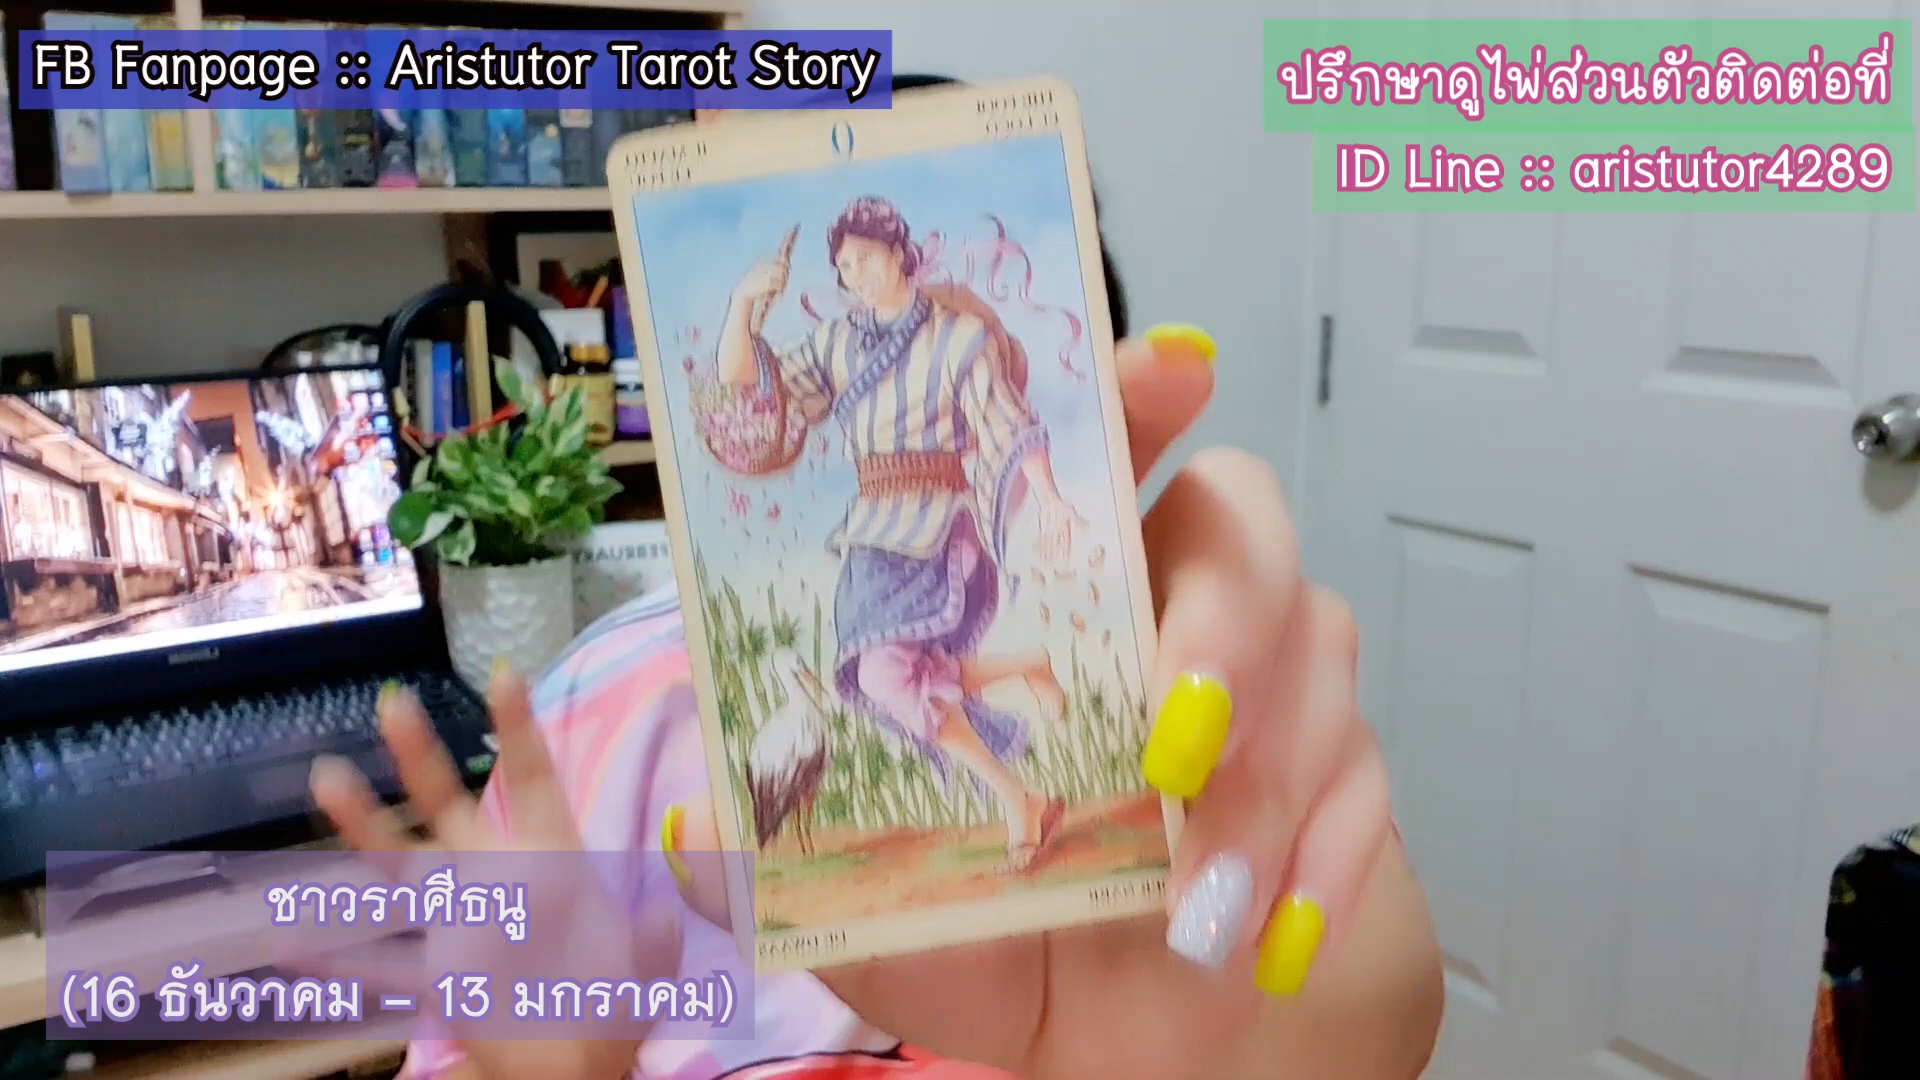 FB Fanpage :: Aristutor Tarot Story
ปรึกษาดูไพ่ส่วนตัวติดต่อที่
ID Line :: aristutor4289
0
FEBRUARY
ชาวราศีธนู
(16 ธันวาคม - 13 มกราคม)